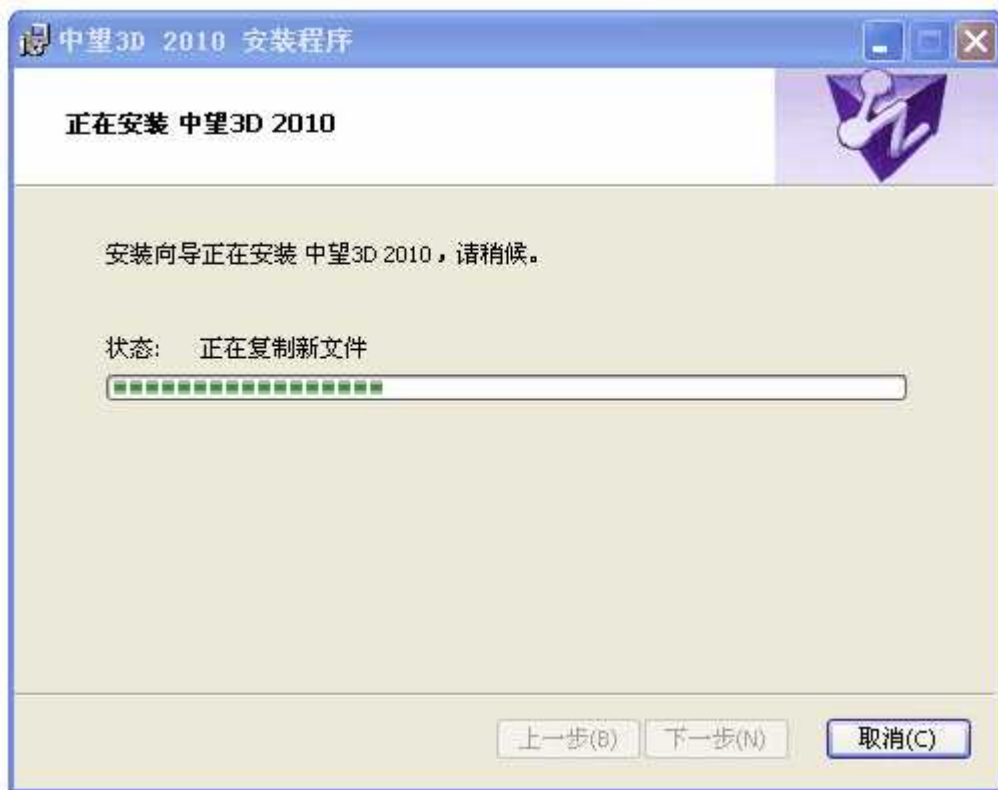 中望3D 2010 安装程序
正在安装 中望3D 2010
安装向导正在安装 中望3D 2010，请稍候。
状态： 正在复制新文件
上一步(B) 下一步(N) 取消(C)